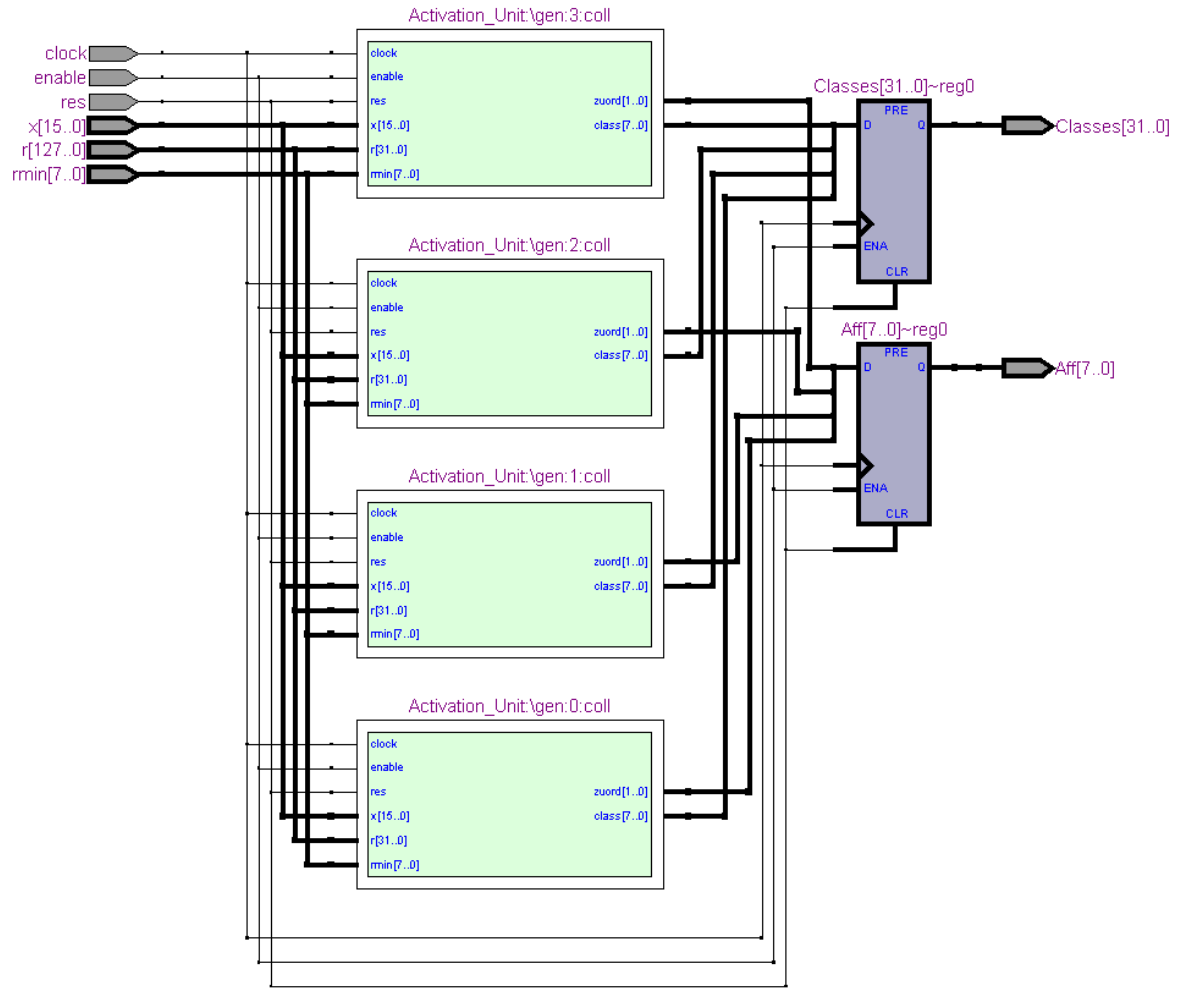 Activation_Unit:\gen:3:coll
clock
enable
res
x[15..0]
r[127..0]
rmin[7..0]
clock
enable
res
x[15..0]
r[31..0]
rmin[7..0]
zuord[1..0]
class[7..0]
Classes[31..0]~reg0
PRE
D
Q
ENA
CLR
Classes[31..0]
Activation_Unit:\gen:2:coll
clock
enable
res
x[15..0]
r[31..0]
rmin[7..0]
zuord[1..0]
class[7..0]
Aff[7..0]~reg0
PRE
D
Q
ENA
CLR
Aff[7..0]
Activation_Unit:\gen:1:coll
clock
enable
res
x[15..0]
r[31..0]
rmin[7..0]
zuord[1..0]
class[7..0]
Activation_Unit:\gen:0:coll
clock
enable
res
x[15..0]
r[31..0]
rmin[7..0]
zuord[1..0]
class[7..0]